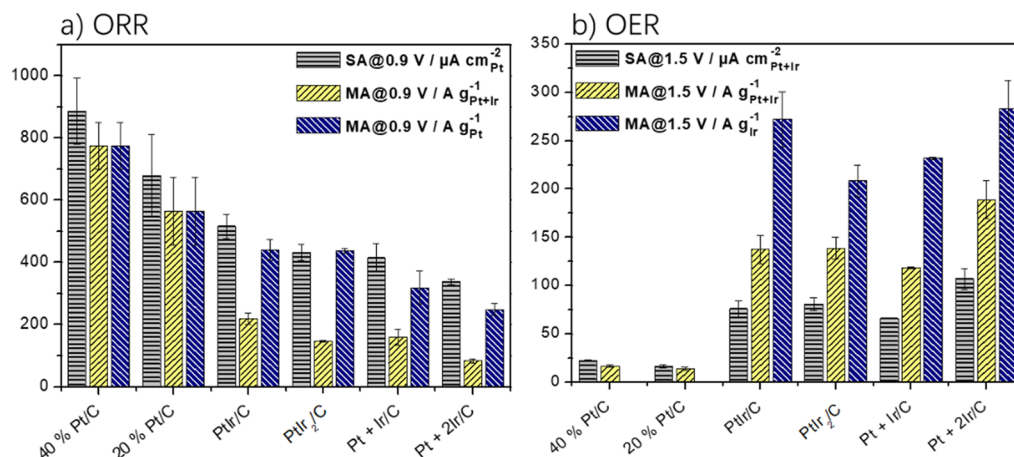 a) ORR
SA@0.9 V / µA cm⁻²Pt
MA@0.9 V / A g⁻¹Pt+Ir
MA@0.9 V / A g⁻¹Pt
1000
800
600
400
200
0
40 % Pt/C
20 % Pt/C
PtIr/C
PtIr₂/C
Pt + Ir/C
Pt + 2Ir/C
b) OER
SA@1.5 V / µA cm⁻²Pt+Ir
MA@1.5 V / A g⁻¹Pt+Ir
MA@1.5 V / A g⁻¹Ir
350
300
250
200
150
100
50
0
40 % Pt/C
20 % Pt/C
PtIr/C
PtIr₂/C
Pt + Ir/C
Pt + 2Ir/C